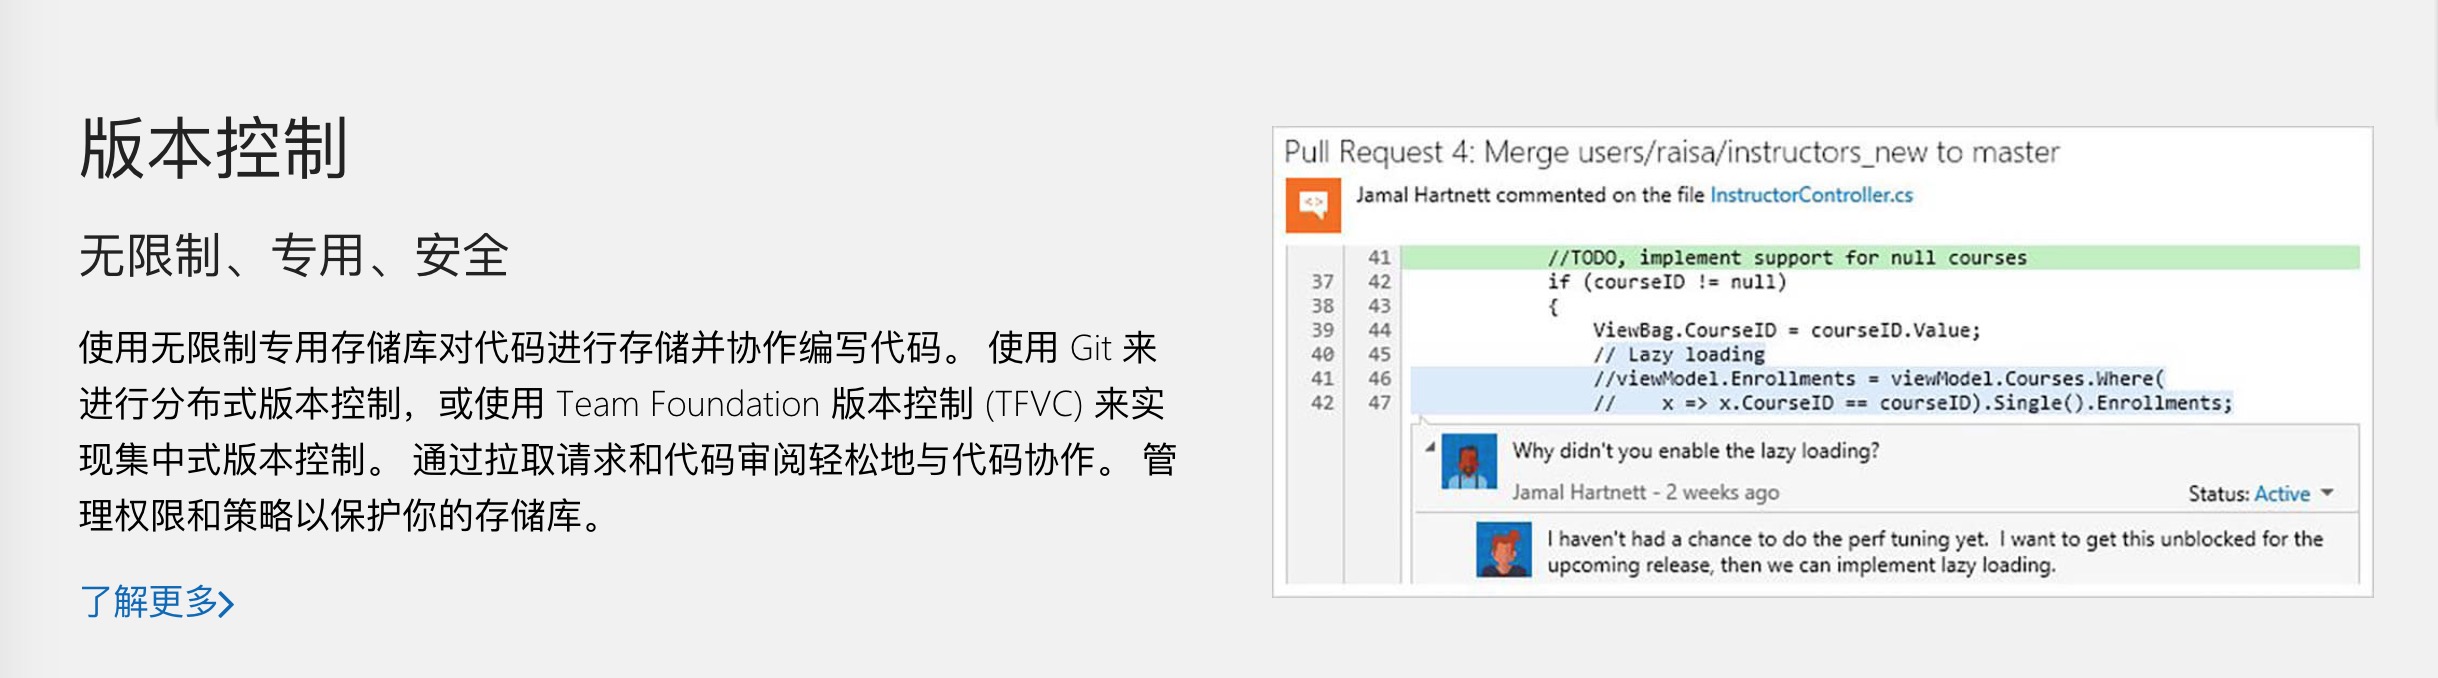 版本控制
无限制、专用、安全
使用无限制专用存储库对代码进行存储并协作编写代码。 使用 Git 来
进行分布式版本控制，或使用 Team Foundation 版本控制 (TFVC) 来实
现集中式版本控制。 通过拉取请求和代码审阅轻松地与代码协作。 管
理权限和策略以保护你的存储库。
了解更多
Pull Request 4: Merge users/raisa/instructors_new to master
Jamal Hartnett commented on the file InstructorController.cs
41 //TODO, implement support for null courses
37 42 if (courseID != null)
38 43 {
39 44 ViewBag.CourseID = courseID.Value;
40 45 // Lazy loading
41 46 //viewModel.Enrollments = viewModel.Courses.Where(
42 47 //    x => x.CourseID == courseID).Single().Enrollments;
Why didn't you enable the lazy loading?
Jamal Hartnett - 2 weeks ago
Status: Active
I haven't had a chance to do the perf tuning yet.  I want to get this unblocked for the
upcoming release, then we can implement lazy loading.